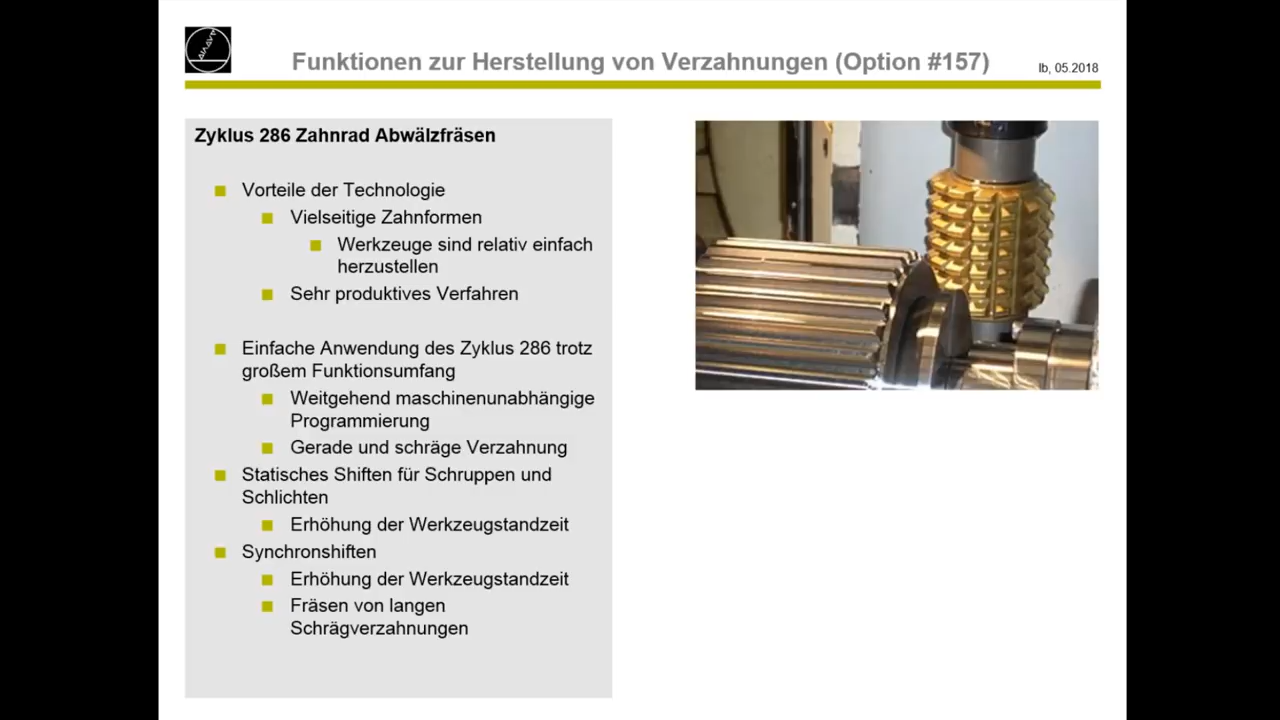 Funktionen zur Herstellung von Verzahnungen (Option #157)
lb, 05.2018
Zyklus 286 Zahnrad Abwälzfräsen
Vorteile der Technologie
Vielseitige Zahnformen
Werkzeuge sind relativ einfach
herzustellen
Sehr produktives Verfahren
Einfache Anwendung des Zyklus 286 trotz
großem Funktionsumfang
Weitgehend maschinenunabhängige
Programmierung
Gerade und schräge Verzahnung
Statisches Shiften für Schruppen und
Schlichten
Erhöhung der Werkzeugstandzeit
Synchronshiften
Erhöhung der Werkzeugstandzeit
Fräsen von langen
Schrägverzahnungen